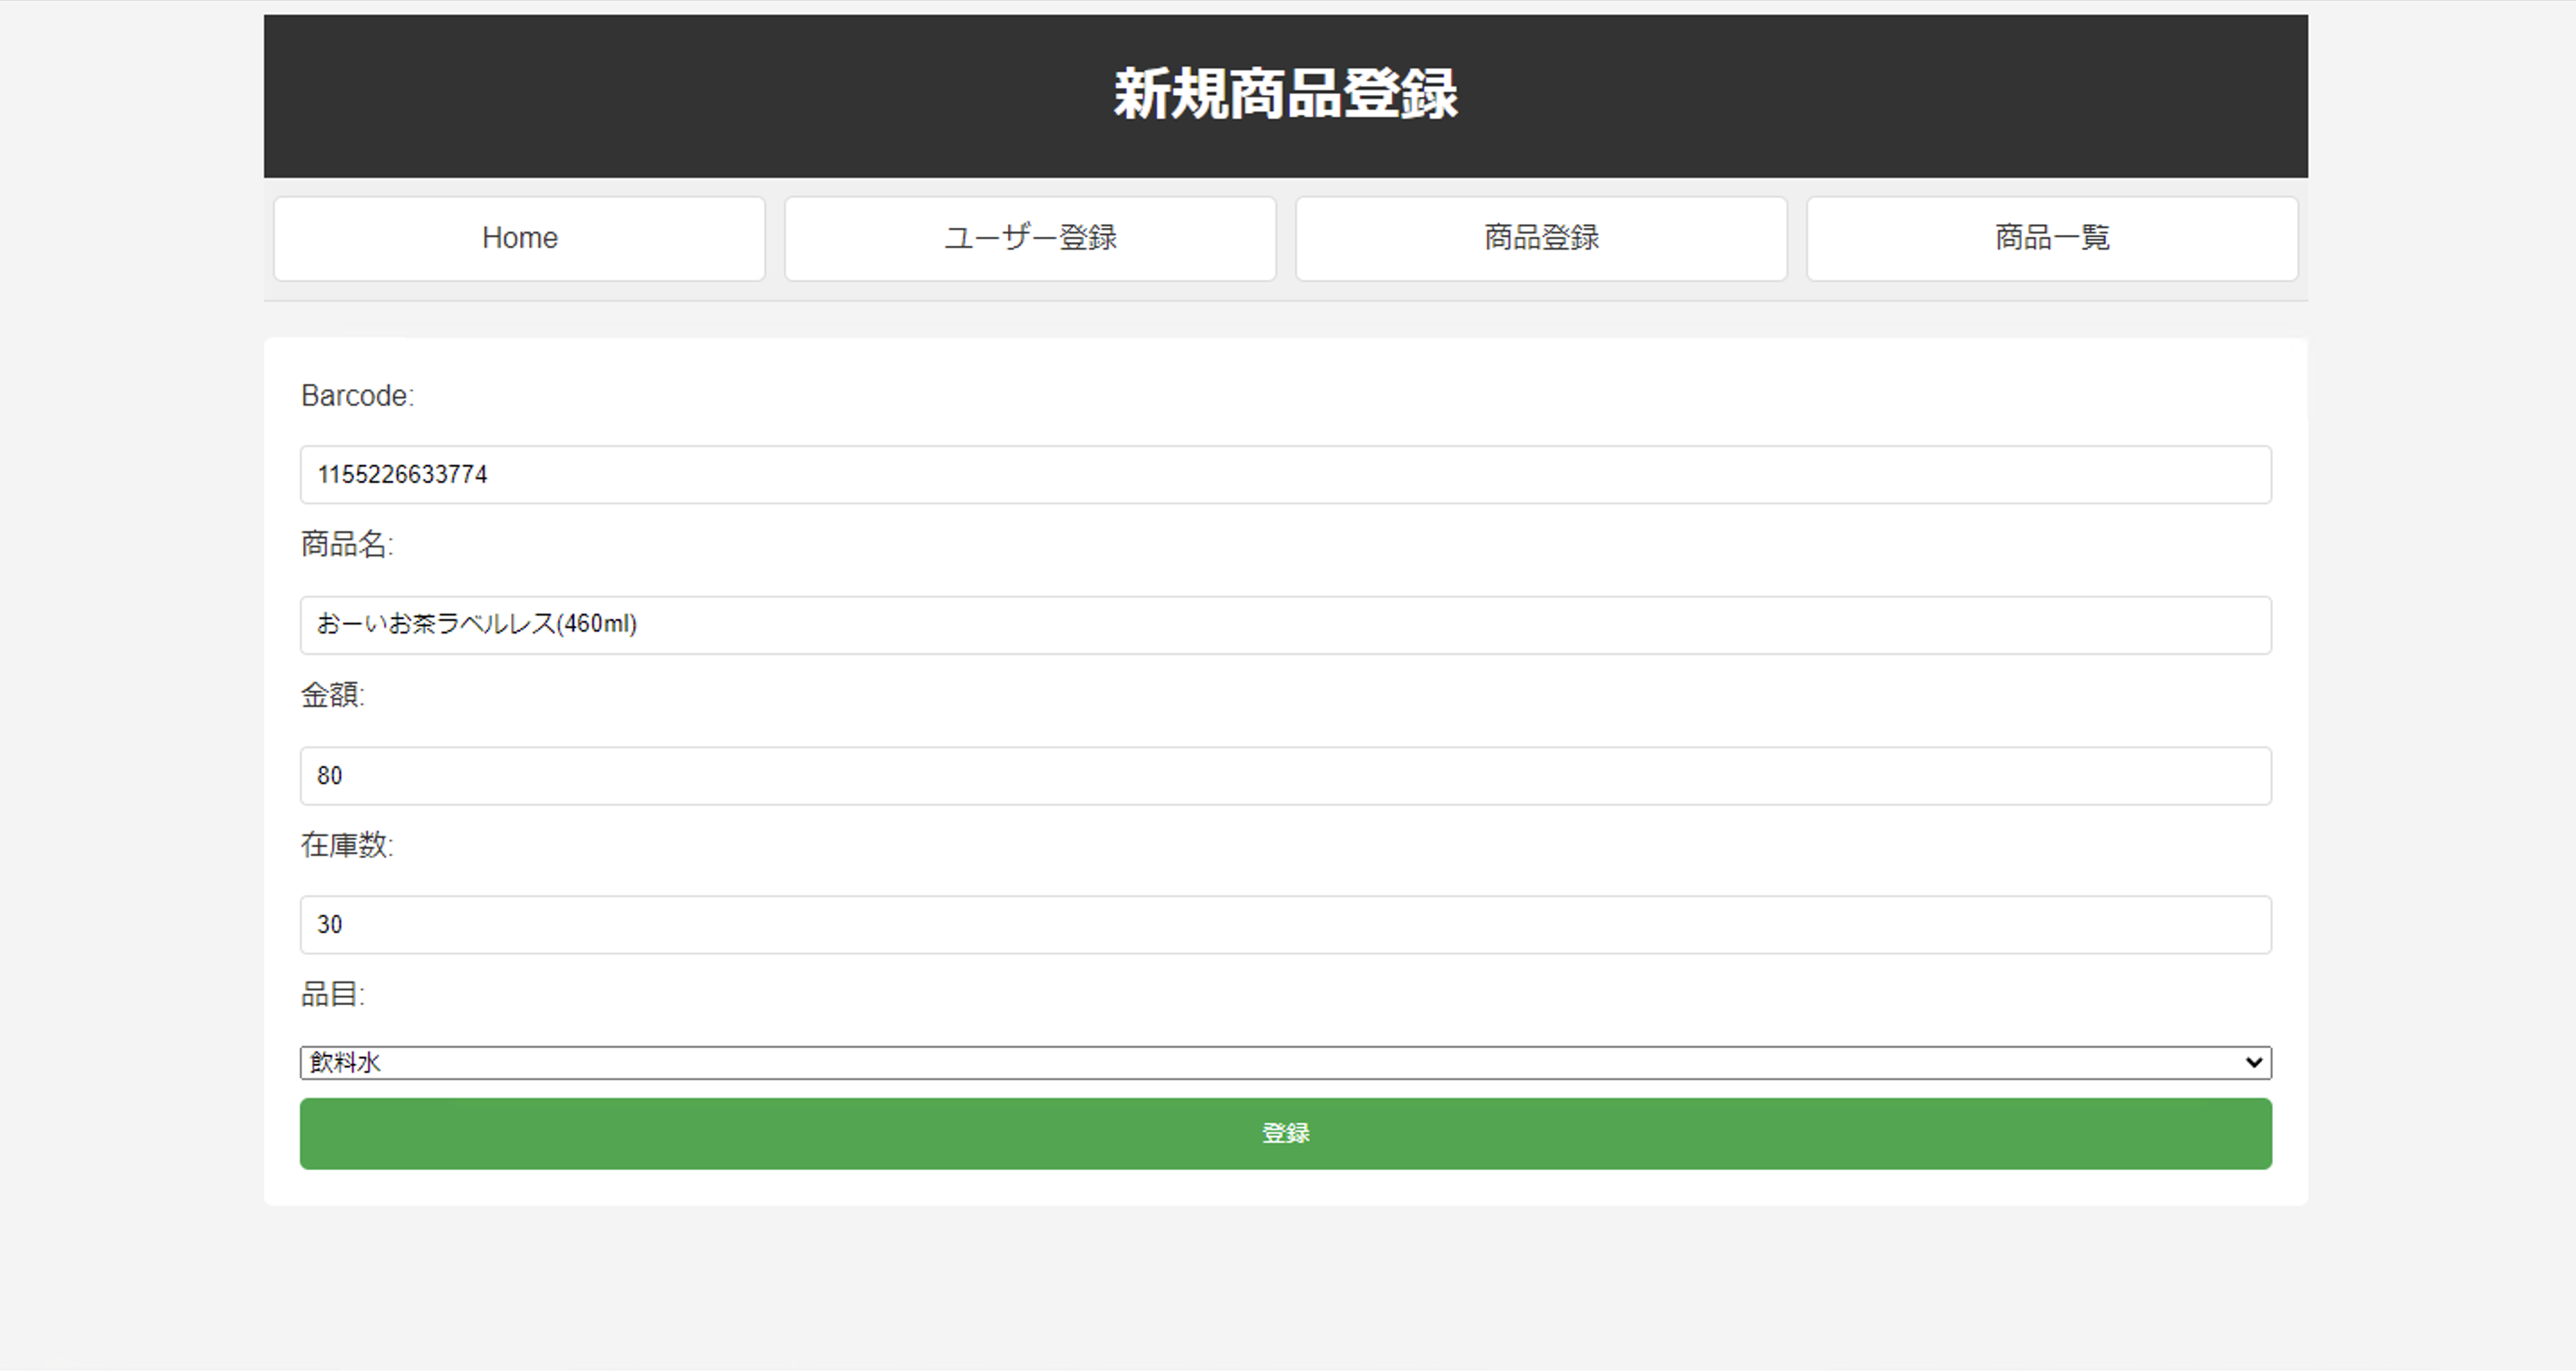 新規商品登録
Home
ユーザー登録
商品登録
商品一覧
Barcode:
1155226633774
商品名:
おーいお茶ラベルレス(460ml)
金額:
80
在庫数:
30
品目:
飲料水
登録